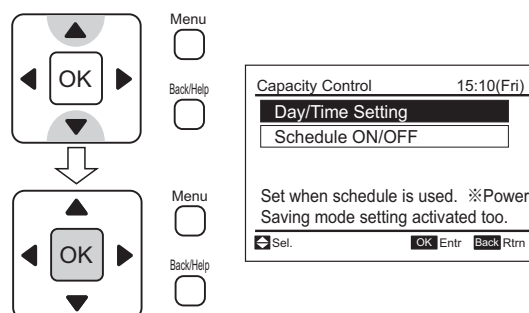 Menu
OK
Back/Help
Menu
OK
Back/Help
Capacity Control 15:10(Fri)
Day/Time Setting
Schedule ON/OFF
Set when schedule is used. ※Power
Saving mode setting activated too.
Sel. OK Entr Back Rtrn